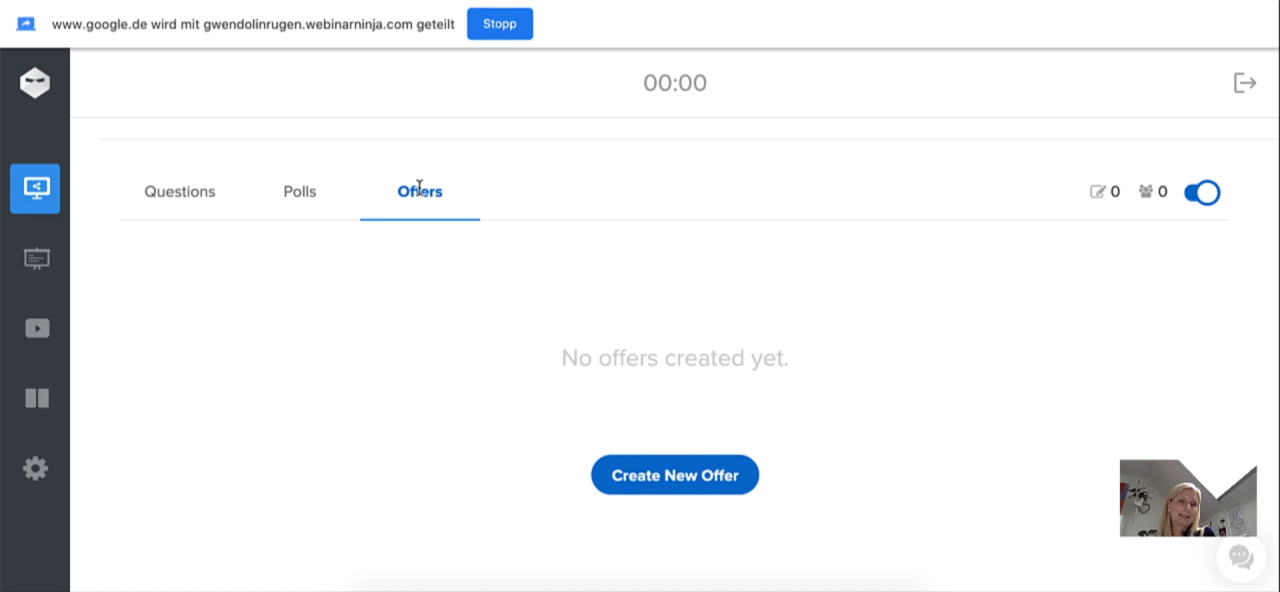 www.google.de wird mit gwendolinrugen.webinarninja.com geteilt Stopp
00:00
Questions Polls Offers 0 0
No offers created yet.
Create New Offer